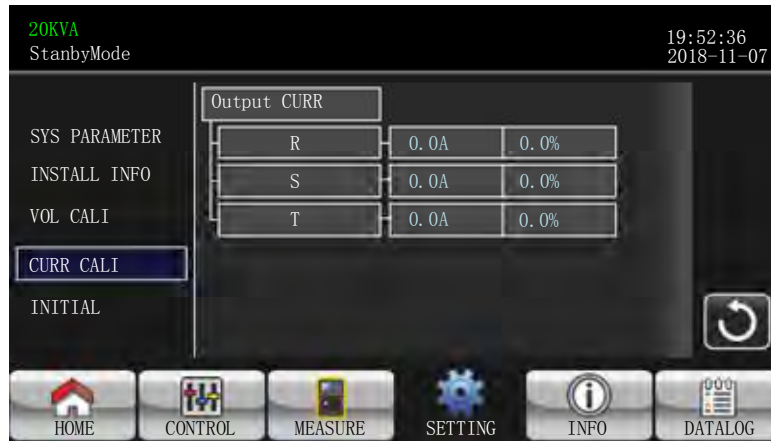 20KVA
StanbyMode
19:52:36
2018-11-07
Output CURR
SYS PARAMETER
INSTALL INFO
VOL CALI
CURR CALI
INITIAL
R 0.0A 0.0%
S 0.0A 0.0%
T 0.0A 0.0%
HOME CONTROL MEASURE SETTING INFO DATALOG